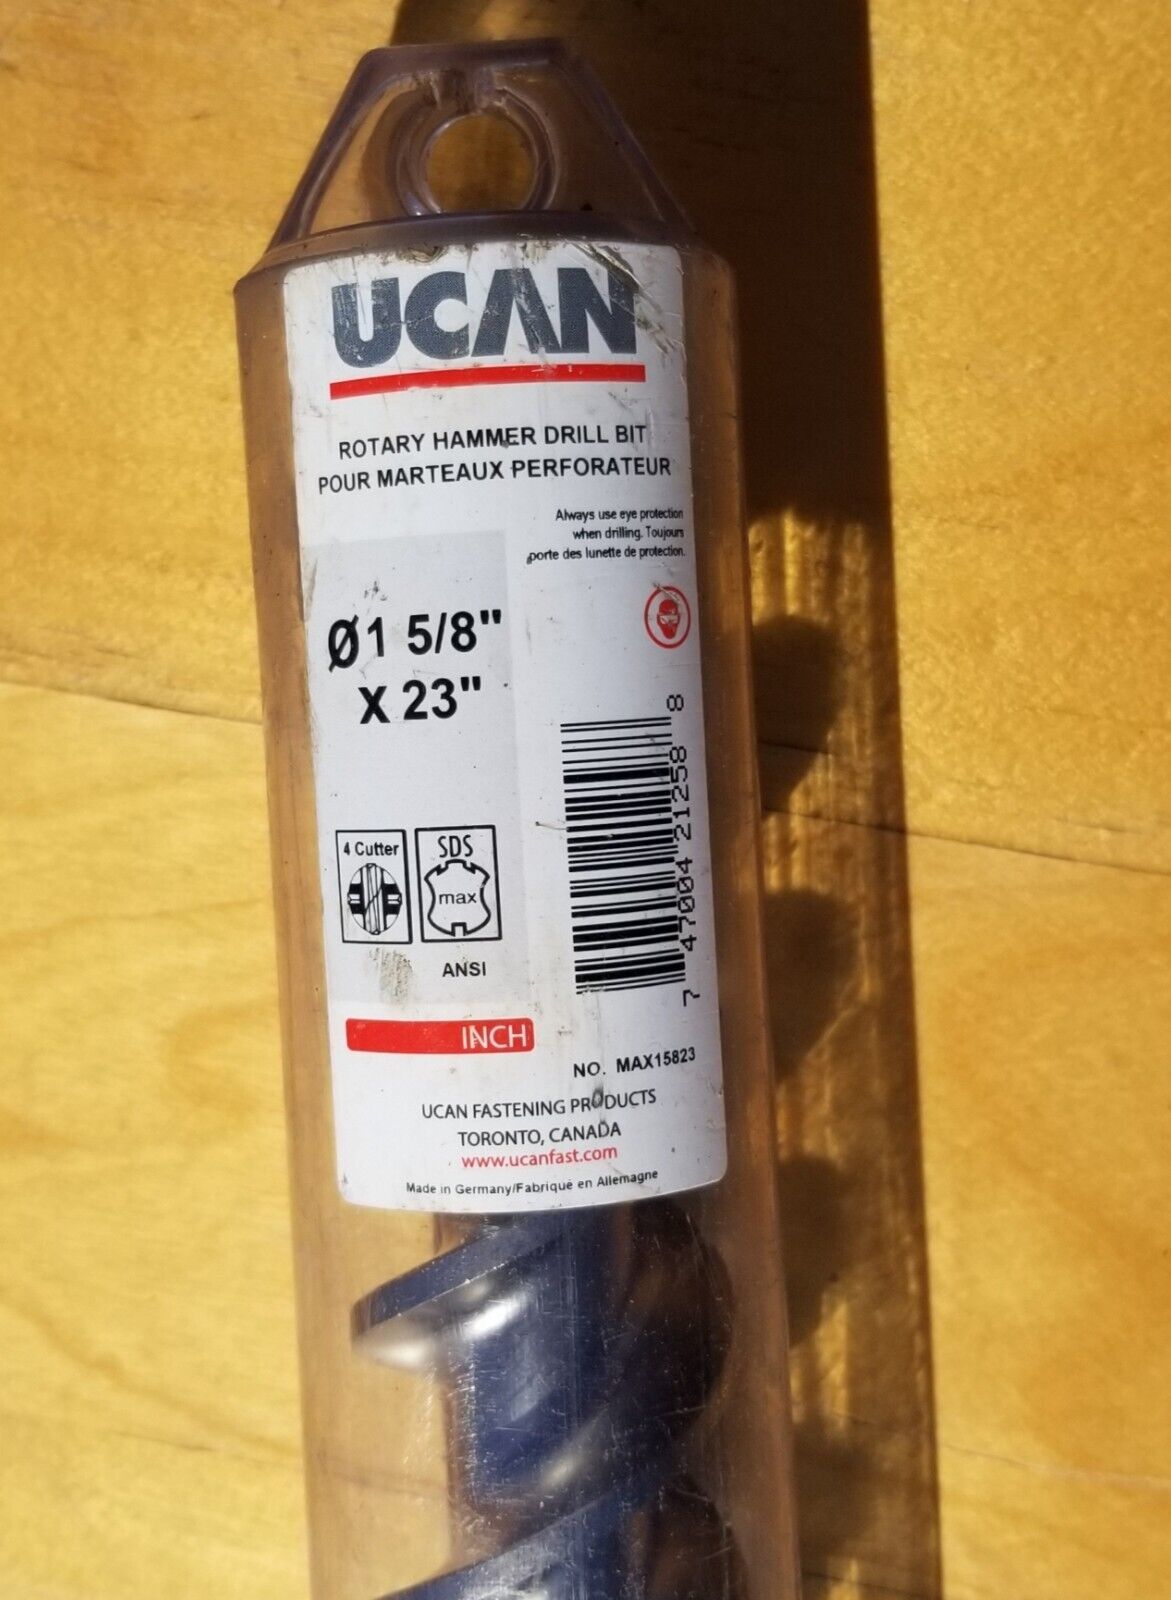 UCAN
ROTARY HAMMER DRILL BIT
POUR MARTEAUX PERFORATEUR
Always use eye protection
when drilling. Toujours
porte des lunette de protection.
Ø1 5/8"
X 23"
4 Cutter
SDS
max
ANSI
7 47004 21258 8
INCH
NO. MAX15823
UCAN FASTENING PRODUCTS
TORONTO, CANADA
www.ucanfast.com
Made in Germany/Fabriqué en Allemagne